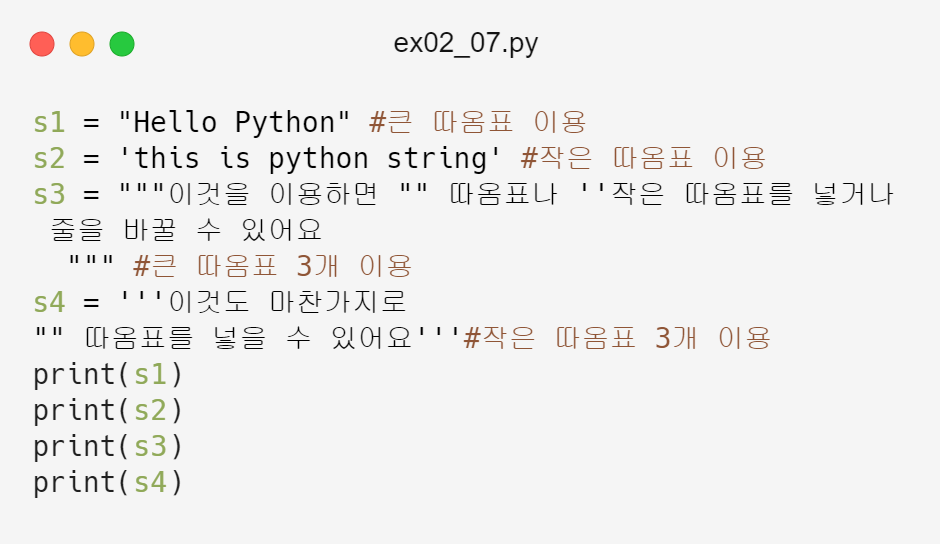 ex02_07.py
s1 = "Hello Python" #큰 따옴표 이용
s2 = 'this is python string' #작은 따옴표 이용
s3 = """이것을 이용하면 "" 따옴표나 ''작은 따옴표를 넣거나
 줄을 바꿀 수 있어요
  """ #큰 따옴표 3개 이용
s4 = '''이것도 마찬가지로
"" 따옴표를 넣을 수 있어요'''#작은 따옴표 3개 이용
print(s1)
print(s2)
print(s3)
print(s4)